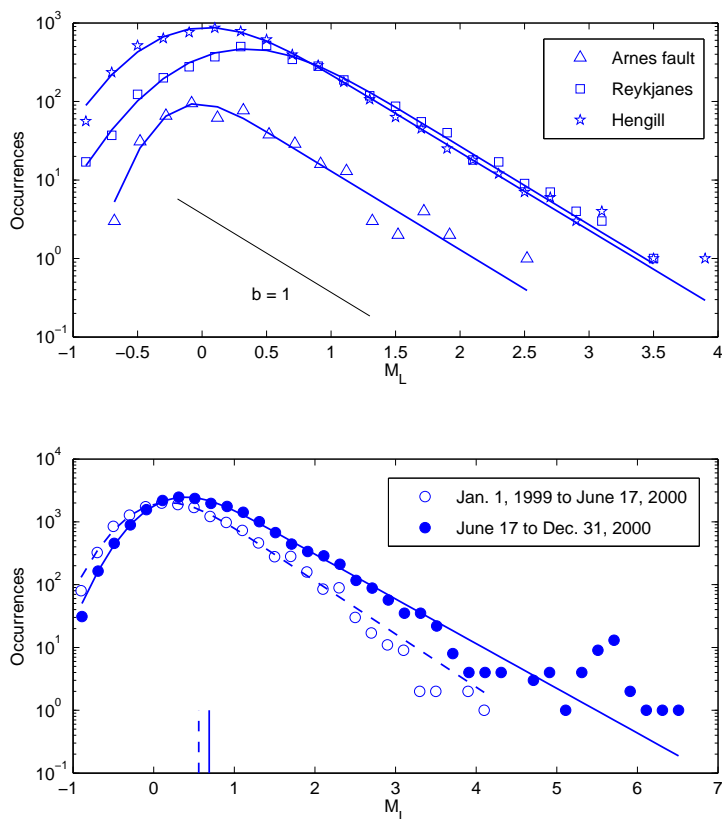 10^3
10^2
10^1
10^0
10^-1
Occurrences
Arnes fault
Reykjanes
Hengill
b = 1
-1 -0.5 0 0.5 1 1.5 2 2.5 3 3.5 4
M_L
10^4
10^3
10^2
10^1
10^0
10^-1
Occurrences
Jan. 1, 1999 to June 17, 2000
June 17 to Dec. 31, 2000
-1 0 1 2 3 4 5 6 7
M_L